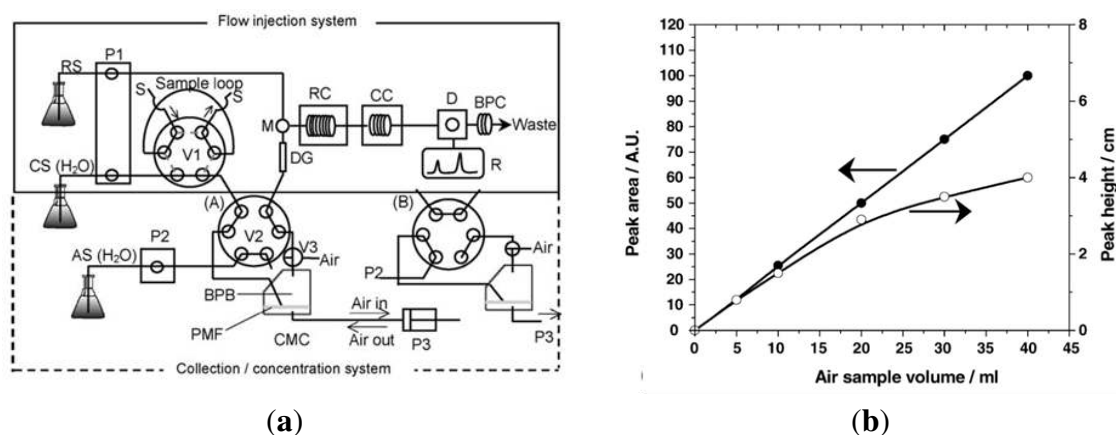 Flow injection system
RS
P1
Sample loop
S
S
V1
RC
CC
D
BPC
M
Waste
DG
R
CS (H₂O)
(A)
(B)
V2
AS (H₂O)
P2
V3
Air
Air
P2
BPB
PMF
CMC
Air in
Air out
P3
P3
Collection / concentration system
(a)
Peak area / A.U.
120
110
100
90
80
70
60
50
40
30
20
10
0
8
6
4
2
0
Peak height / cm
0 5 10 15 20 25 30 35 40 45
Air sample volume / ml
(b)